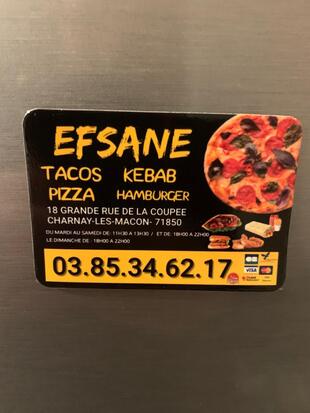 EFSANE
TACOS KEBAB
PIZZA HAMBURGER
18 GRANDE RUE DE LA COUPEE
CHARNAY-LES-MACON- 71850
DU MARDI AU SAMEDI DE- 11H30 A 13H30 / ET DE: 18H00 A 22H00
LE DIMANCHE DE : 18H00 A 22H00
03.85.34.62.17
CB
VISA